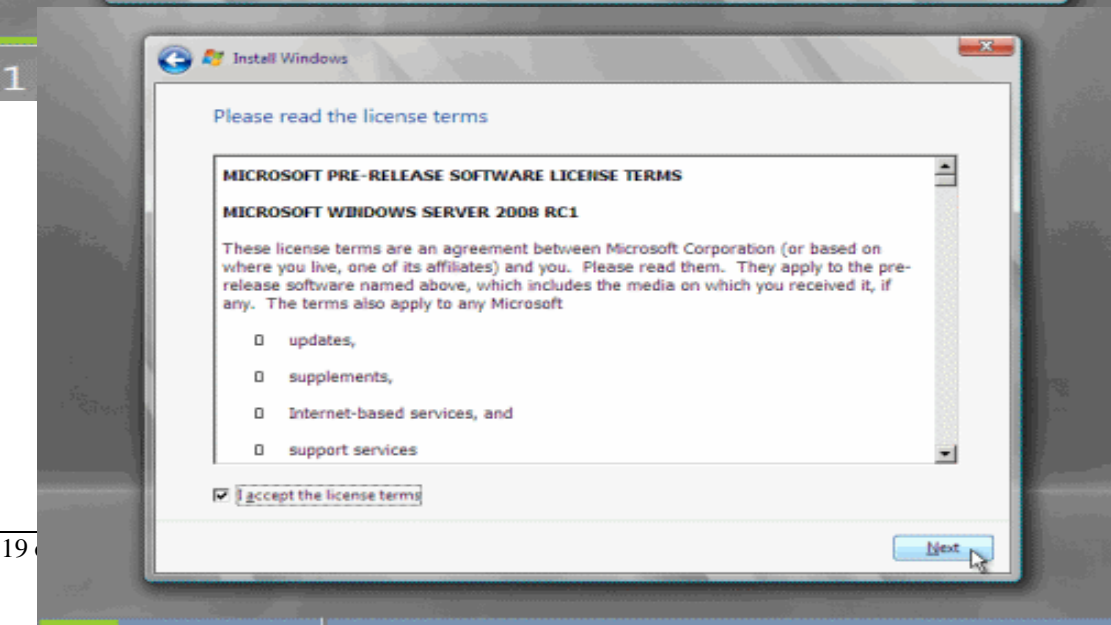 1
Install Windows
Please read the license terms
MICROSOFT PRE-RELEASE SOFTWARE LICENSE TERMS
MICROSOFT WINDOWS SERVER 2008 RC1
These license terms are an agreement between Microsoft Corporation (or based on
where you live, one of its affiliates) and you. Please read them. They apply to the pre-
release software named above, which includes the media on which you received it, if
any. The terms also apply to any Microsoft
updates,
supplements,
Internet-based services, and
support services
I accept the license terms
19
Next